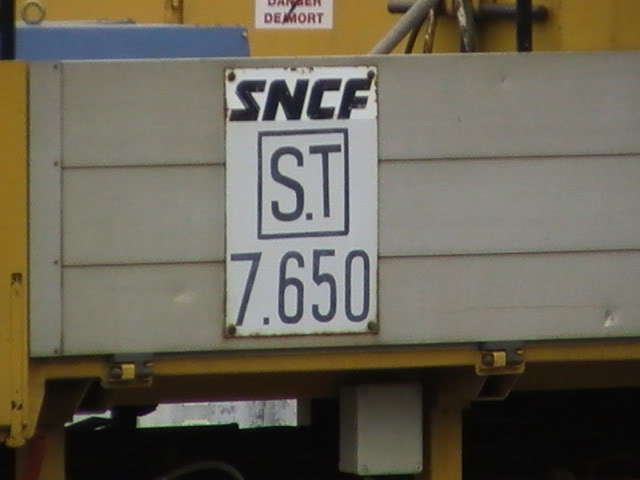 DANGER
DE MORT
SNCF
S.T
7.650